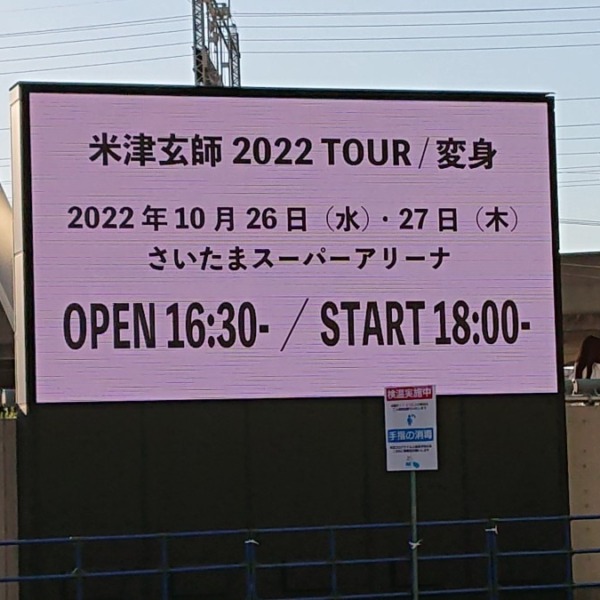 米津玄師 2022 TOUR / 変身
2022 年 10 月 26 日（水）・27 日（木）
さいたまスーパーアリーナ
OPEN 16:30- / START 18:00-
検温実施中
手指の消毒